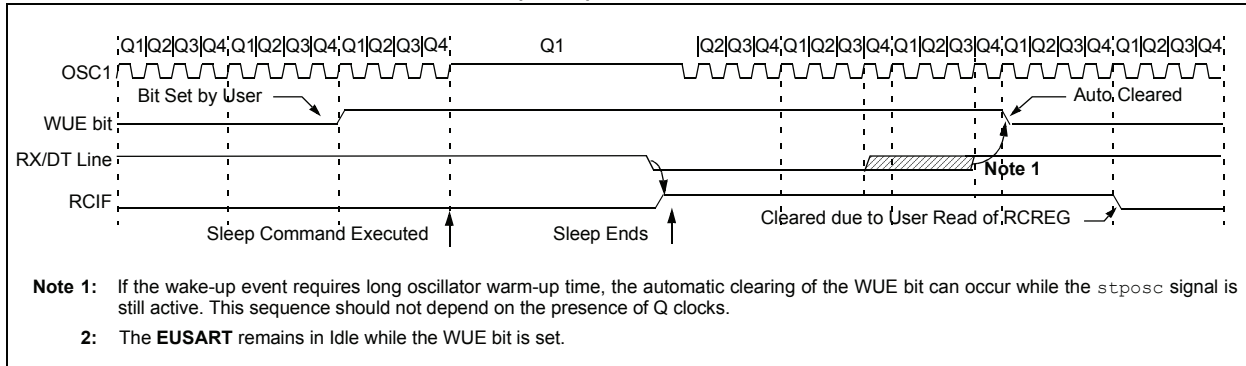 Q1|Q2|Q3|Q4|Q1|Q2|Q3|Q4|Q1|Q2|Q3|Q4 Q1 Q2|Q3|Q4|Q1|Q2|Q3|Q4|Q1|Q2|Q3|Q4|Q1|Q2|Q3|Q4|Q1|Q2|Q3|Q4
OSC1
Bit Set by User Auto Cleared
WUE bit
RX/DT Line
Note 1
RCIF
Cleared due to User Read of RCREG
Sleep Command Executed Sleep Ends
Note 1: If the wake-up event requires long oscillator warm-up time, the automatic clearing of the WUE bit can occur while the stposc signal is
still active. This sequence should not depend on the presence of Q clocks.
2: The EUSART remains in Idle while the WUE bit is set.